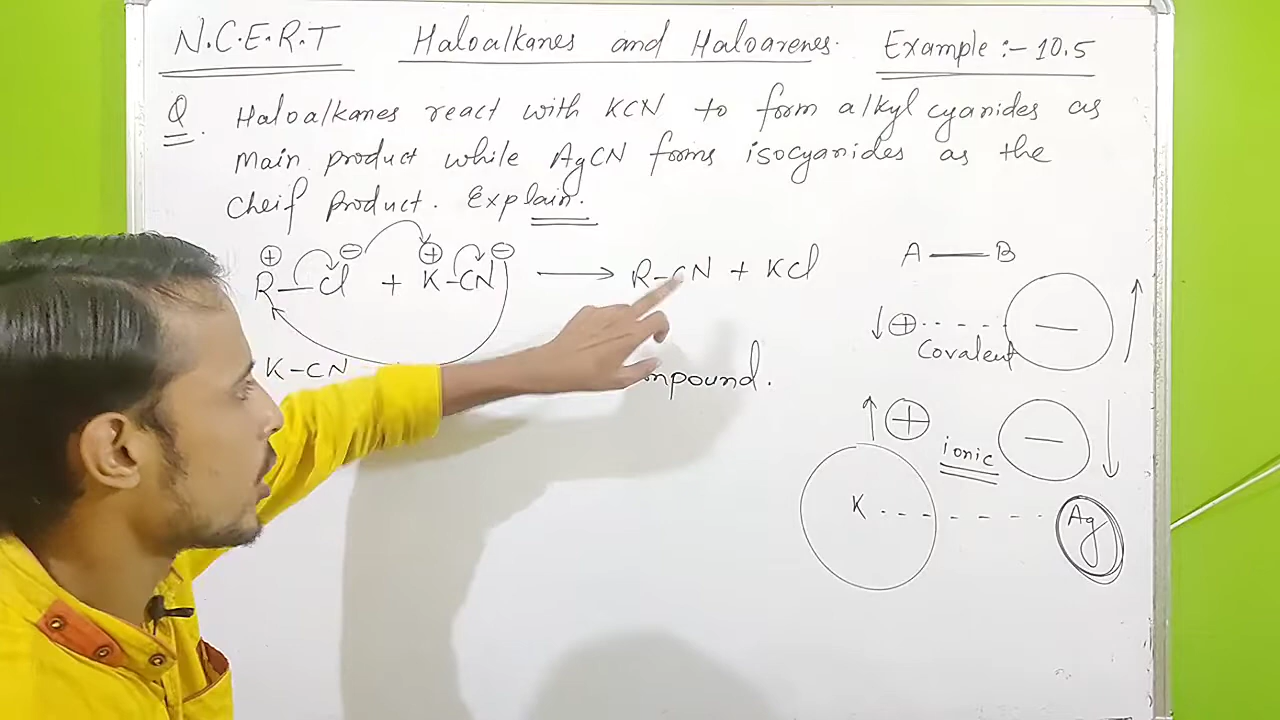 N.C.E.R.T Haloalkanes and Haloarenes. Example :- 10.5
Q. Haloalkanes react with KCN to form alkyl cyanides as
main product while AgCN forms isocyanides as the
cheif product. Explain.
⊕ ⊖ ⊕ ⊖
R-Cl + K-CN → R-CN + KCl
K-CN
A — B
⊕ - - - - —
Covalent
⊕ —
ionic
K - - - - - - - Ag